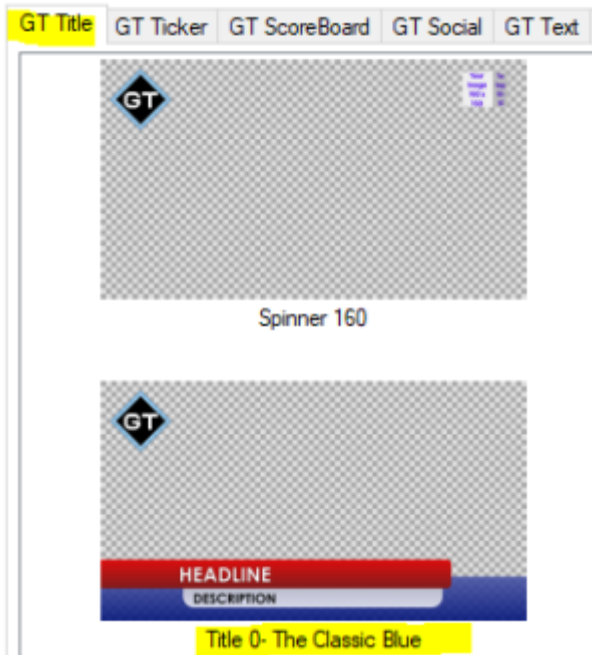 GT Title GT Ticker GT ScoreBoard GT Social GT Text
GT
Spinner 160
GT
HEADLINE
DESCRIPTION
Title 0- The Classic Blue